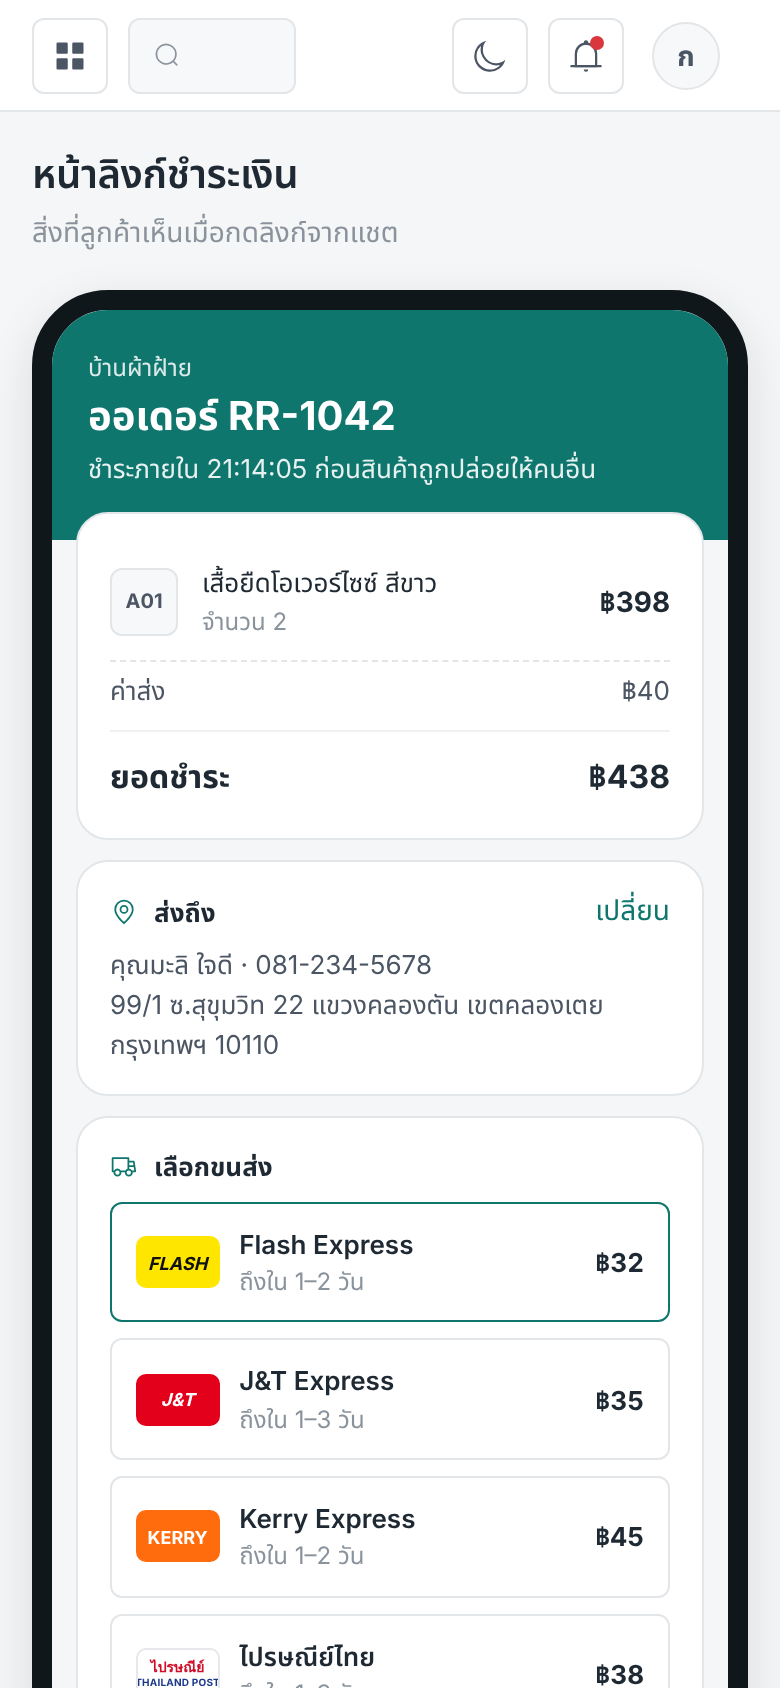 ก
หน้าลิงก์ชำระเงิน
สิ่งที่ลูกค้าเห็นเมื่อกดลิงก์จากแชต
บ้านผ้าฝ้าย
ออเดอร์ RR-1042
ชำระภายใน 21:14:05 ก่อนสินค้าถูกปล่อยให้คนอื่น
A01 เสื้อยืดโอเวอร์ไซซ์ สีขาว ฿398
จำนวน 2
ค่าส่ง ฿40
ยอดชำระ ฿438
ส่งถึง เปลี่ยน
คุณมะลิ ใจดี · 081-234-5678
99/1 ซ.สุขุมวิท 22 แขวงคลองตัน เขตคลองเตย
กรุงเทพฯ 10110
เลือกขนส่ง
FLASH Flash Express ฿32
ถึงใน 1–2 วัน
J&T J&T Express ฿35
ถึงใน 1–3 วัน
KERRY Kerry Express ฿45
ถึงใน 1–2 วัน
ไปรษณีย์ ไปรษณีย์ไทย ฿38
THAILAND POST